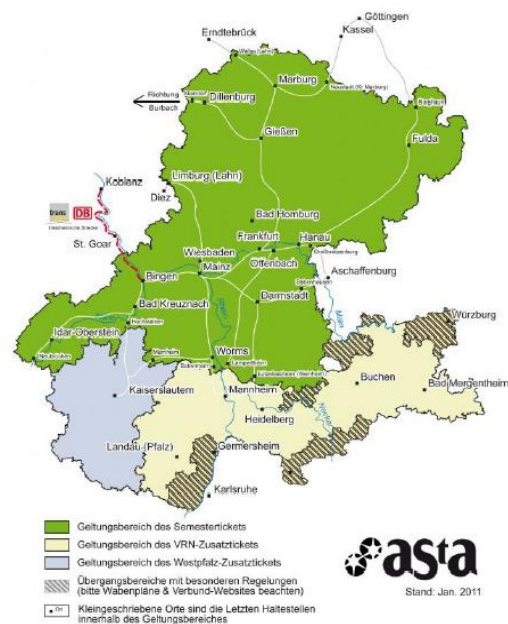 Göttingen
Erndtebrück
Kassel
Marburg
Richtung
Burbach
Dillenburg
Gießen
Fulda
Koblenz
Limburg (Lahn)
Diez
trans
DB
Bad Homburg
St. Goar
Frankfurt
Hanau
Wiesbaden
Mainz
Offenbach
Bingen
Aschaffenburg
Bad Kreuznach
Darmstadt
Main
Würzburg
Idar-Oberstein
Worms
Buchen
Mannheim
Bad Mergentheim
Kaiserslautern
Heidelberg
Landau (Pfalz)
Germersheim
Karlsruhe
Geltungsbereich des Semestertickets
Geltungsbereich des VRN-Zusatztickets
Geltungsbereich des Westpfalz-Zusatztickets
Übergangsbereiche mit besonderen Regelungen
(bitte Wabenpläne & Verbund-Websites beachten)
Ort
Kleingeschriebene Orte sind die Letzten Haltestellen
innerhalb des Geltungsbereiches
asta
Stand: Jan. 2011